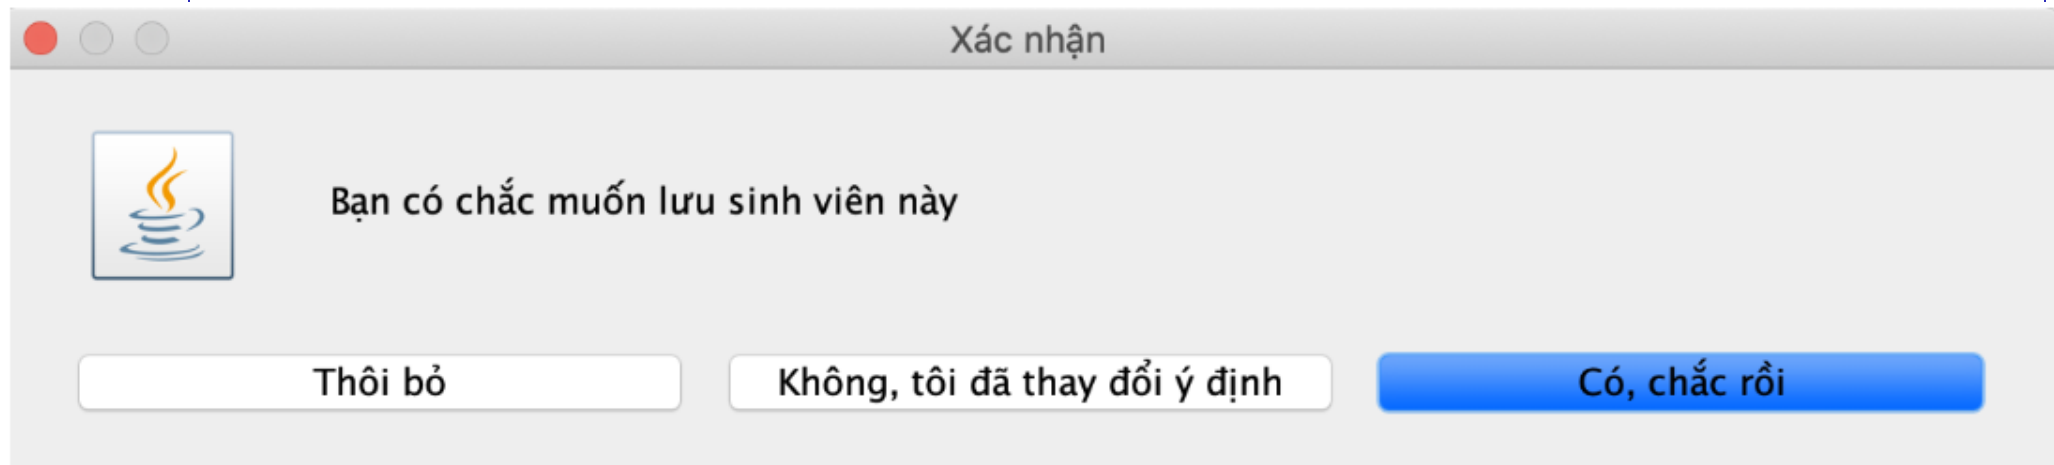 Xác nhận
Bạn có chắc muốn lưu sinh viên này
Thôi bỏ
Không, tôi đã thay đổi ý định
Có, chắc rồi